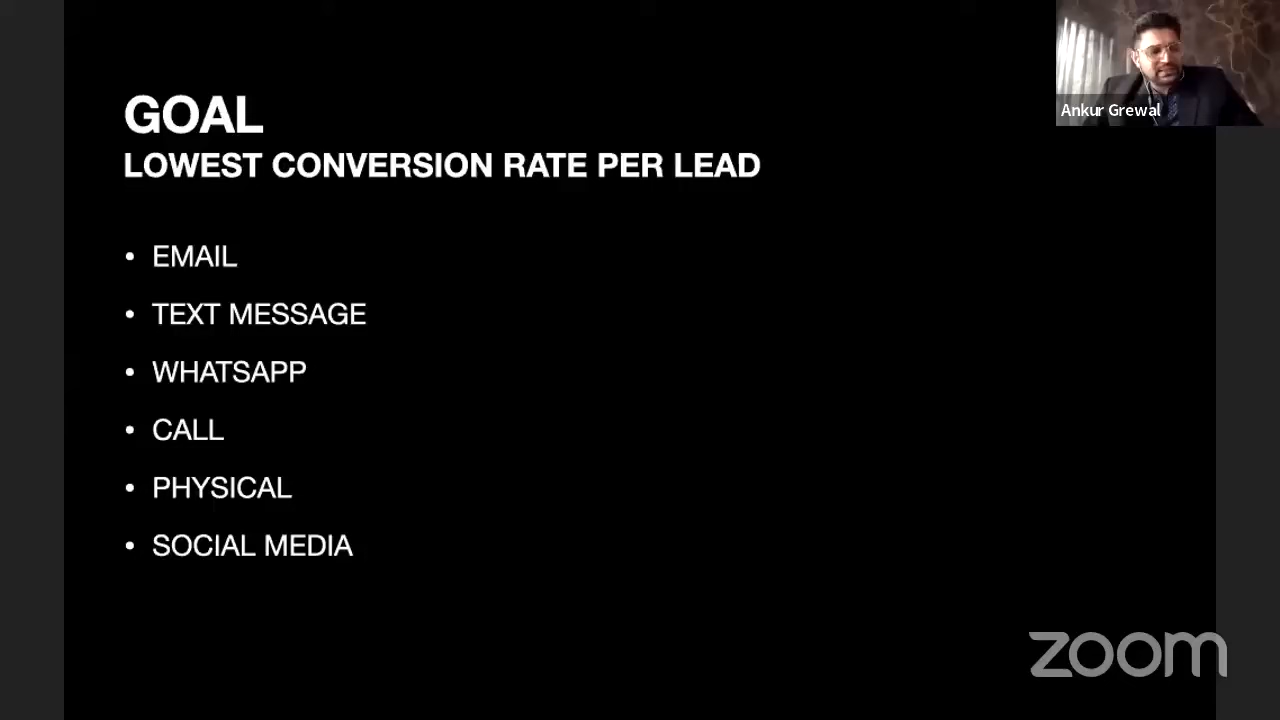 GOAL
LOWEST CONVERSION RATE PER LEAD
• EMAIL
• TEXT MESSAGE
• WHATSAPP
• CALL
• PHYSICAL
• SOCIAL MEDIA
Ankur Grewal
zoom